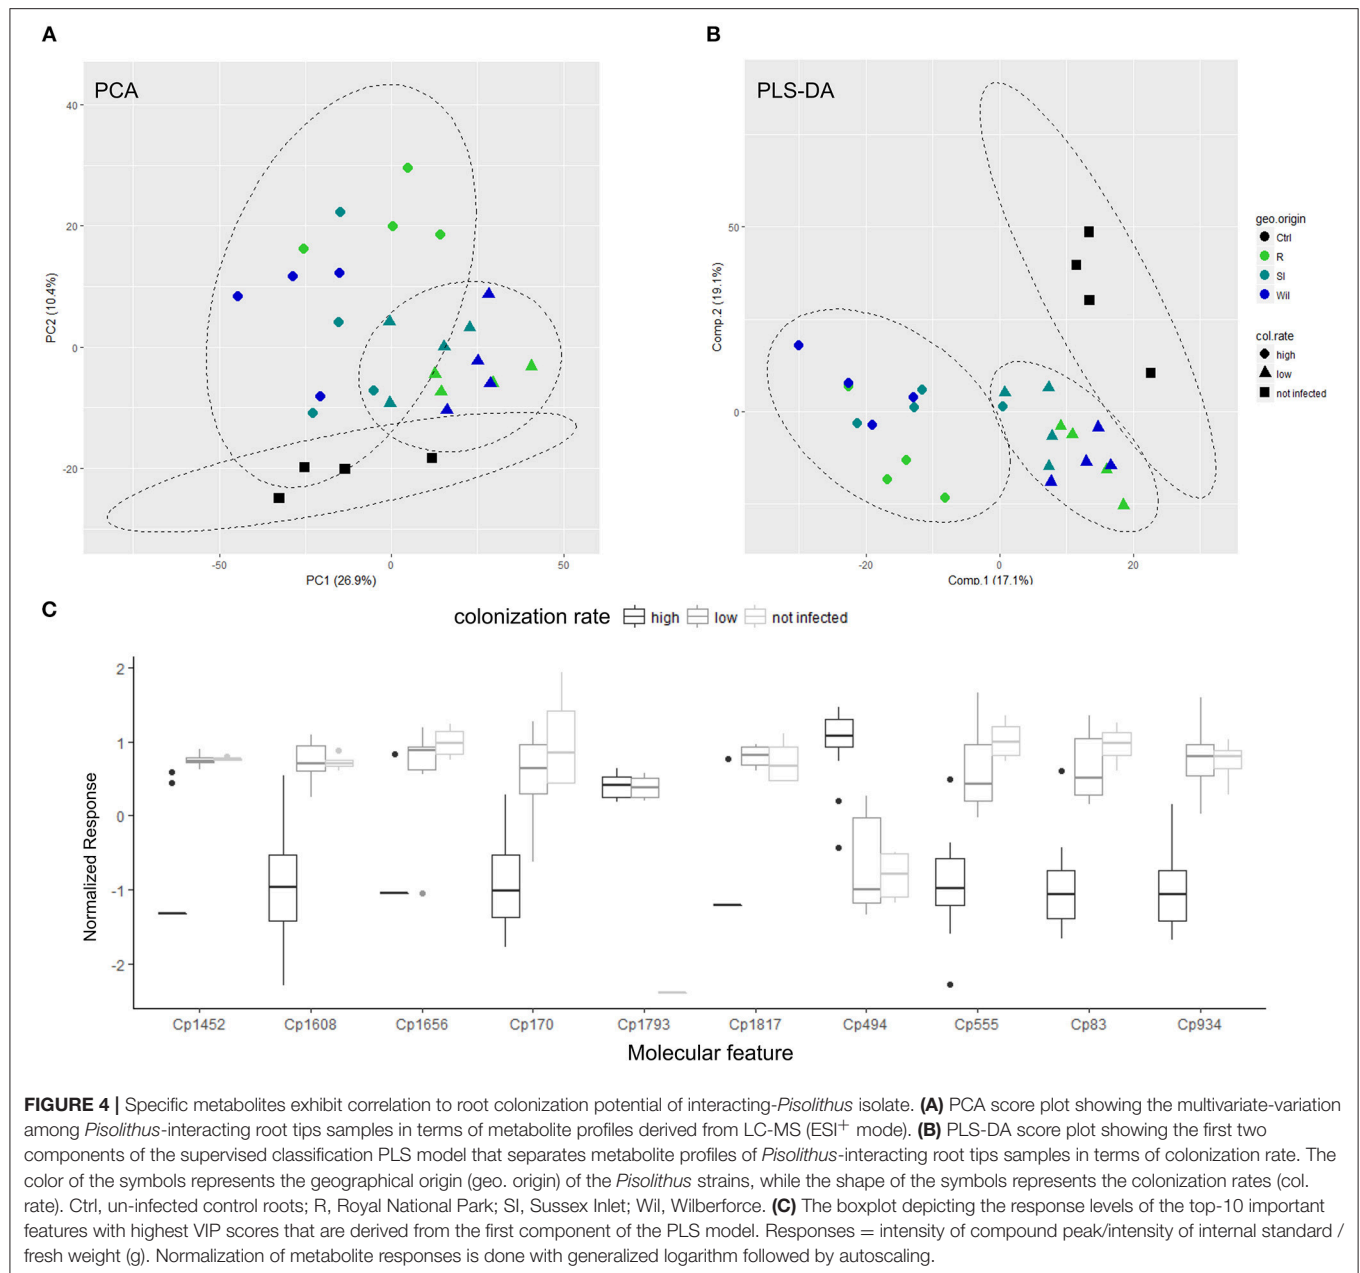 A
B
PCA
PLS-DA
40
20
0
-20
PC2 (10.4%)
-50
0
50
PC1 (26.9%)
50
0
Comp.2 (19.1%)
-20
0
20
Comp.1 (17.1%)
geo.origin
Ctrl
R
SI
Wil
col.rate
high
low
not infected
C
colonization rate high low not infected
2
1
0
-1
-2
Normalized Response
Cp1452 Cp1608 Cp1656 Cp170 Cp1793 Cp1817 Cp494 Cp555 Cp83 Cp934
Molecular feature
FIGURE 4 | Specific metabolites exhibit correlation to root colonization potential of interacting-Pisolithus isolate. (A) PCA score plot showing the multivariate-variation
among Pisolithus-interacting root tips samples in terms of metabolite profiles derived from LC-MS (ESI+ mode). (B) PLS-DA score plot showing the first two
components of the supervised classification PLS model that separates metabolite profiles of Pisolithus-interacting root tips samples in terms of colonization rate. The
color of the symbols represents the geographical origin (geo. origin) of the Pisolithus strains, while the shape of the symbols represents the colonization rates (col.
rate). Ctrl, un-infected control roots; R, Royal National Park; SI, Sussex Inlet; Wil, Wilberforce. (C) The boxplot depicting the response levels of the top-10 important
features with highest VIP scores that are derived from the first component of the PLS model. Responses = intensity of compound peak/intensity of internal standard /
fresh weight (g). Normalization of metabolite responses is done with generalized logarithm followed by autoscaling.